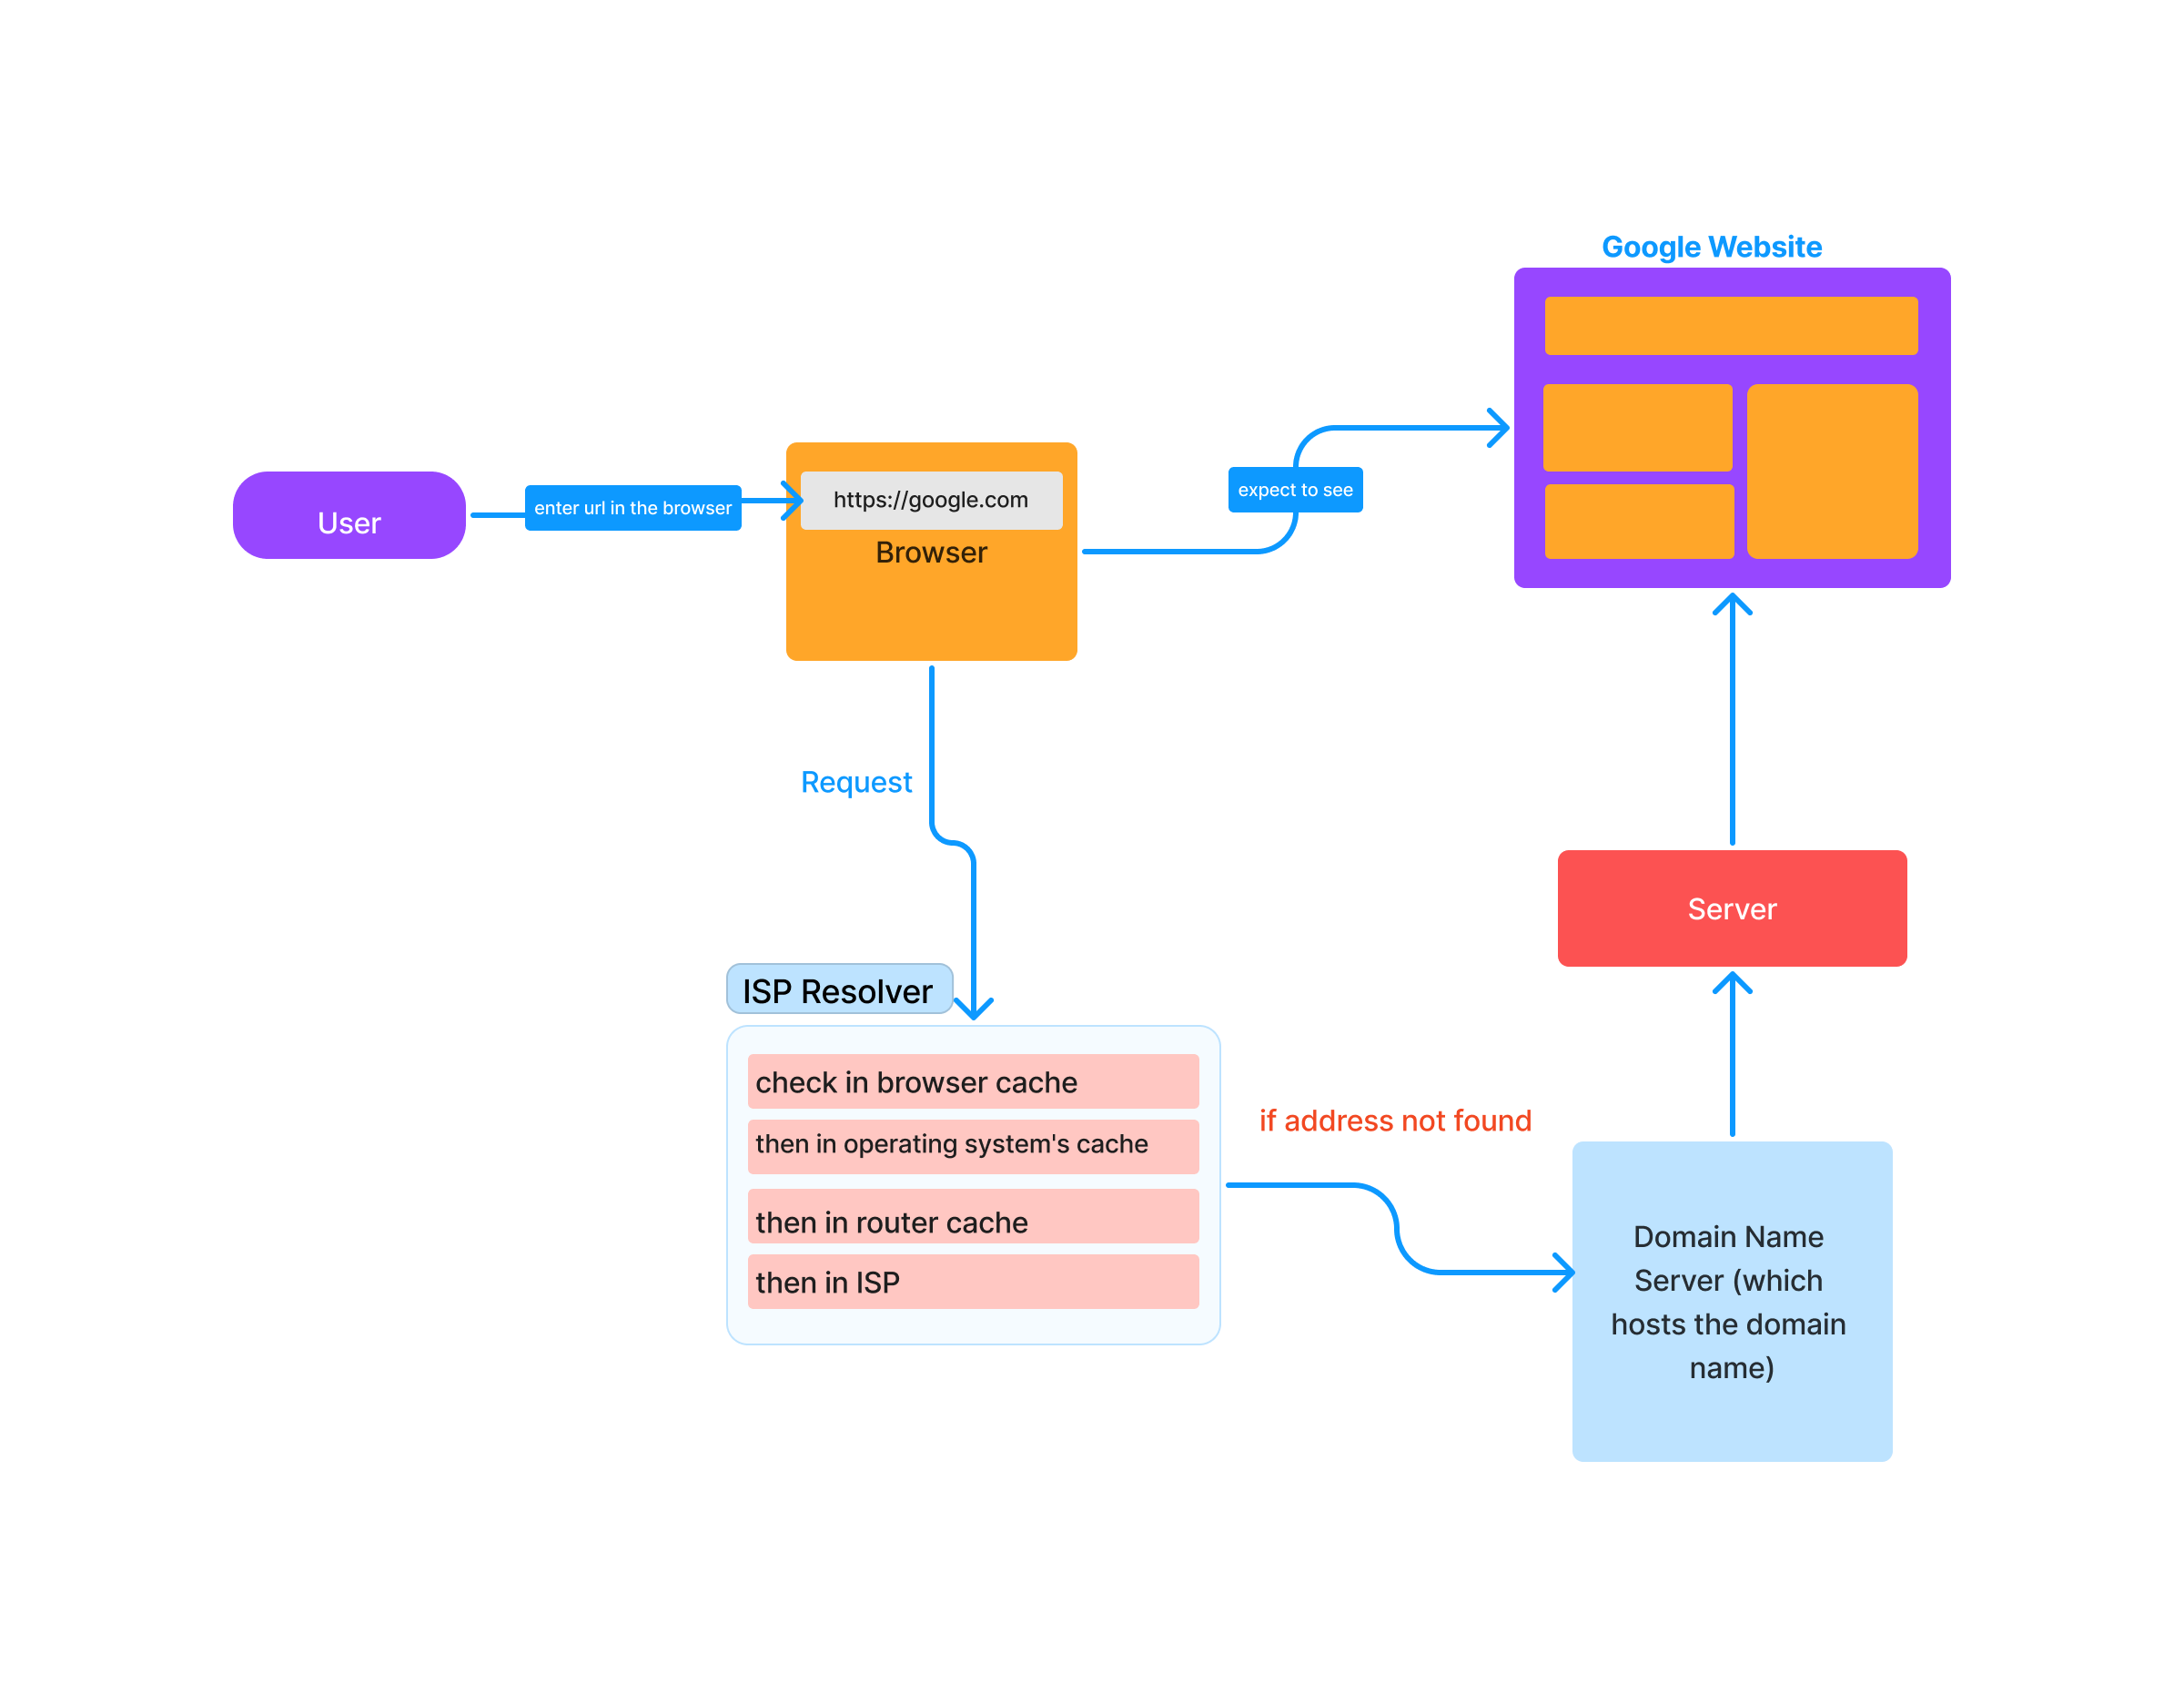 Google Website
User
enter url in the browser
https://google.com
Browser
expect to see
Request
Server
ISP Resolver
check in browser cache
then in operating system's cache
then in router cache
then in ISP
if address not found
Domain Name
Server (which
hosts the domain
name)